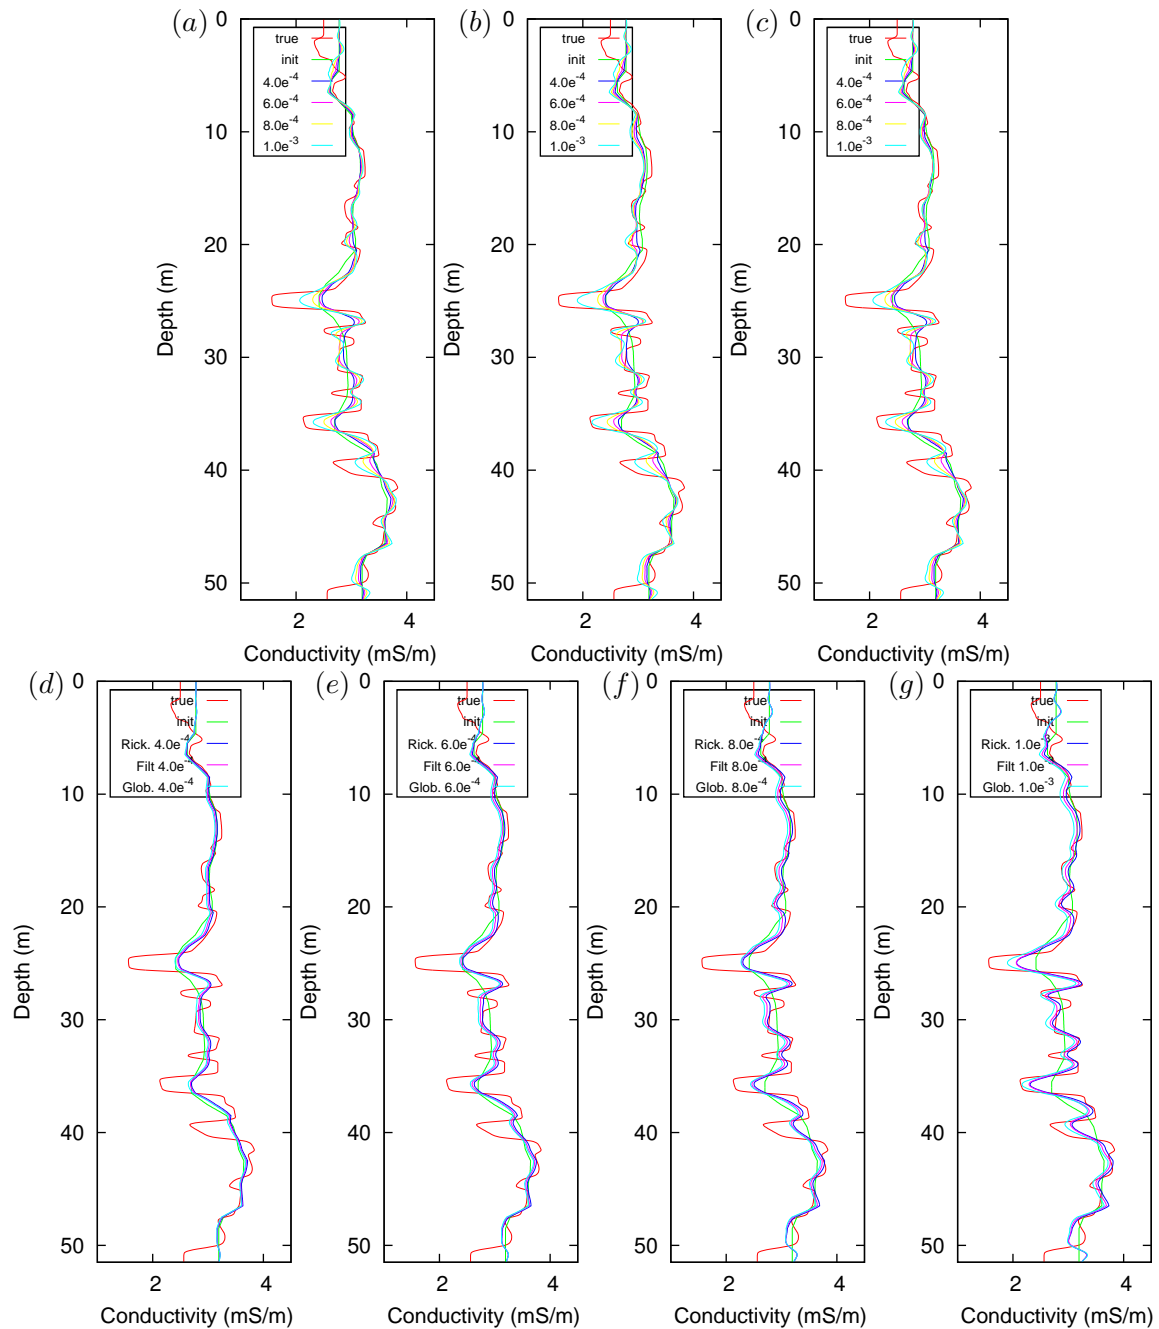 (a)
0
10
20
30
40
50
Depth (m)
true
init
4.0e-4
6.0e-4
8.0e-4
1.0e-3
2
4
Conductivity (mS/m)
(b)
0
10
20
30
40
50
Depth (m)
true
init
4.0e-4
6.0e-4
8.0e-4
1.0e-3
2
4
Conductivity (mS/m)
(c)
0
10
20
30
40
50
Depth (m)
true
init
4.0e-4
6.0e-4
8.0e-4
1.0e-3
2
4
Conductivity (mS/m)
(d)
0
10
20
30
40
50
Depth (m)
true
init
Rick. 4.0e-4
Filt 4.0e-4
Glob. 4.0e-4
2
4
Conductivity (mS/m)
(e)
0
10
20
30
40
50
Depth (m)
true
init
Rick. 6.0e-4
Filt 6.0e-4
Glob. 6.0e-4
2
4
Conductivity (mS/m)
(f)
0
10
20
30
40
50
Depth (m)
true
init
Rick. 8.0e-4
Filt 8.0e-4
Glob. 8.0e-4
2
4
Conductivity (mS/m)
(g)
0
10
20
30
40
50
Depth (m)
true
init
Rick. 1.0e-3
Filt 1.0e-3
Glob. 1.0e-3
2
4
Conductivity (mS/m)